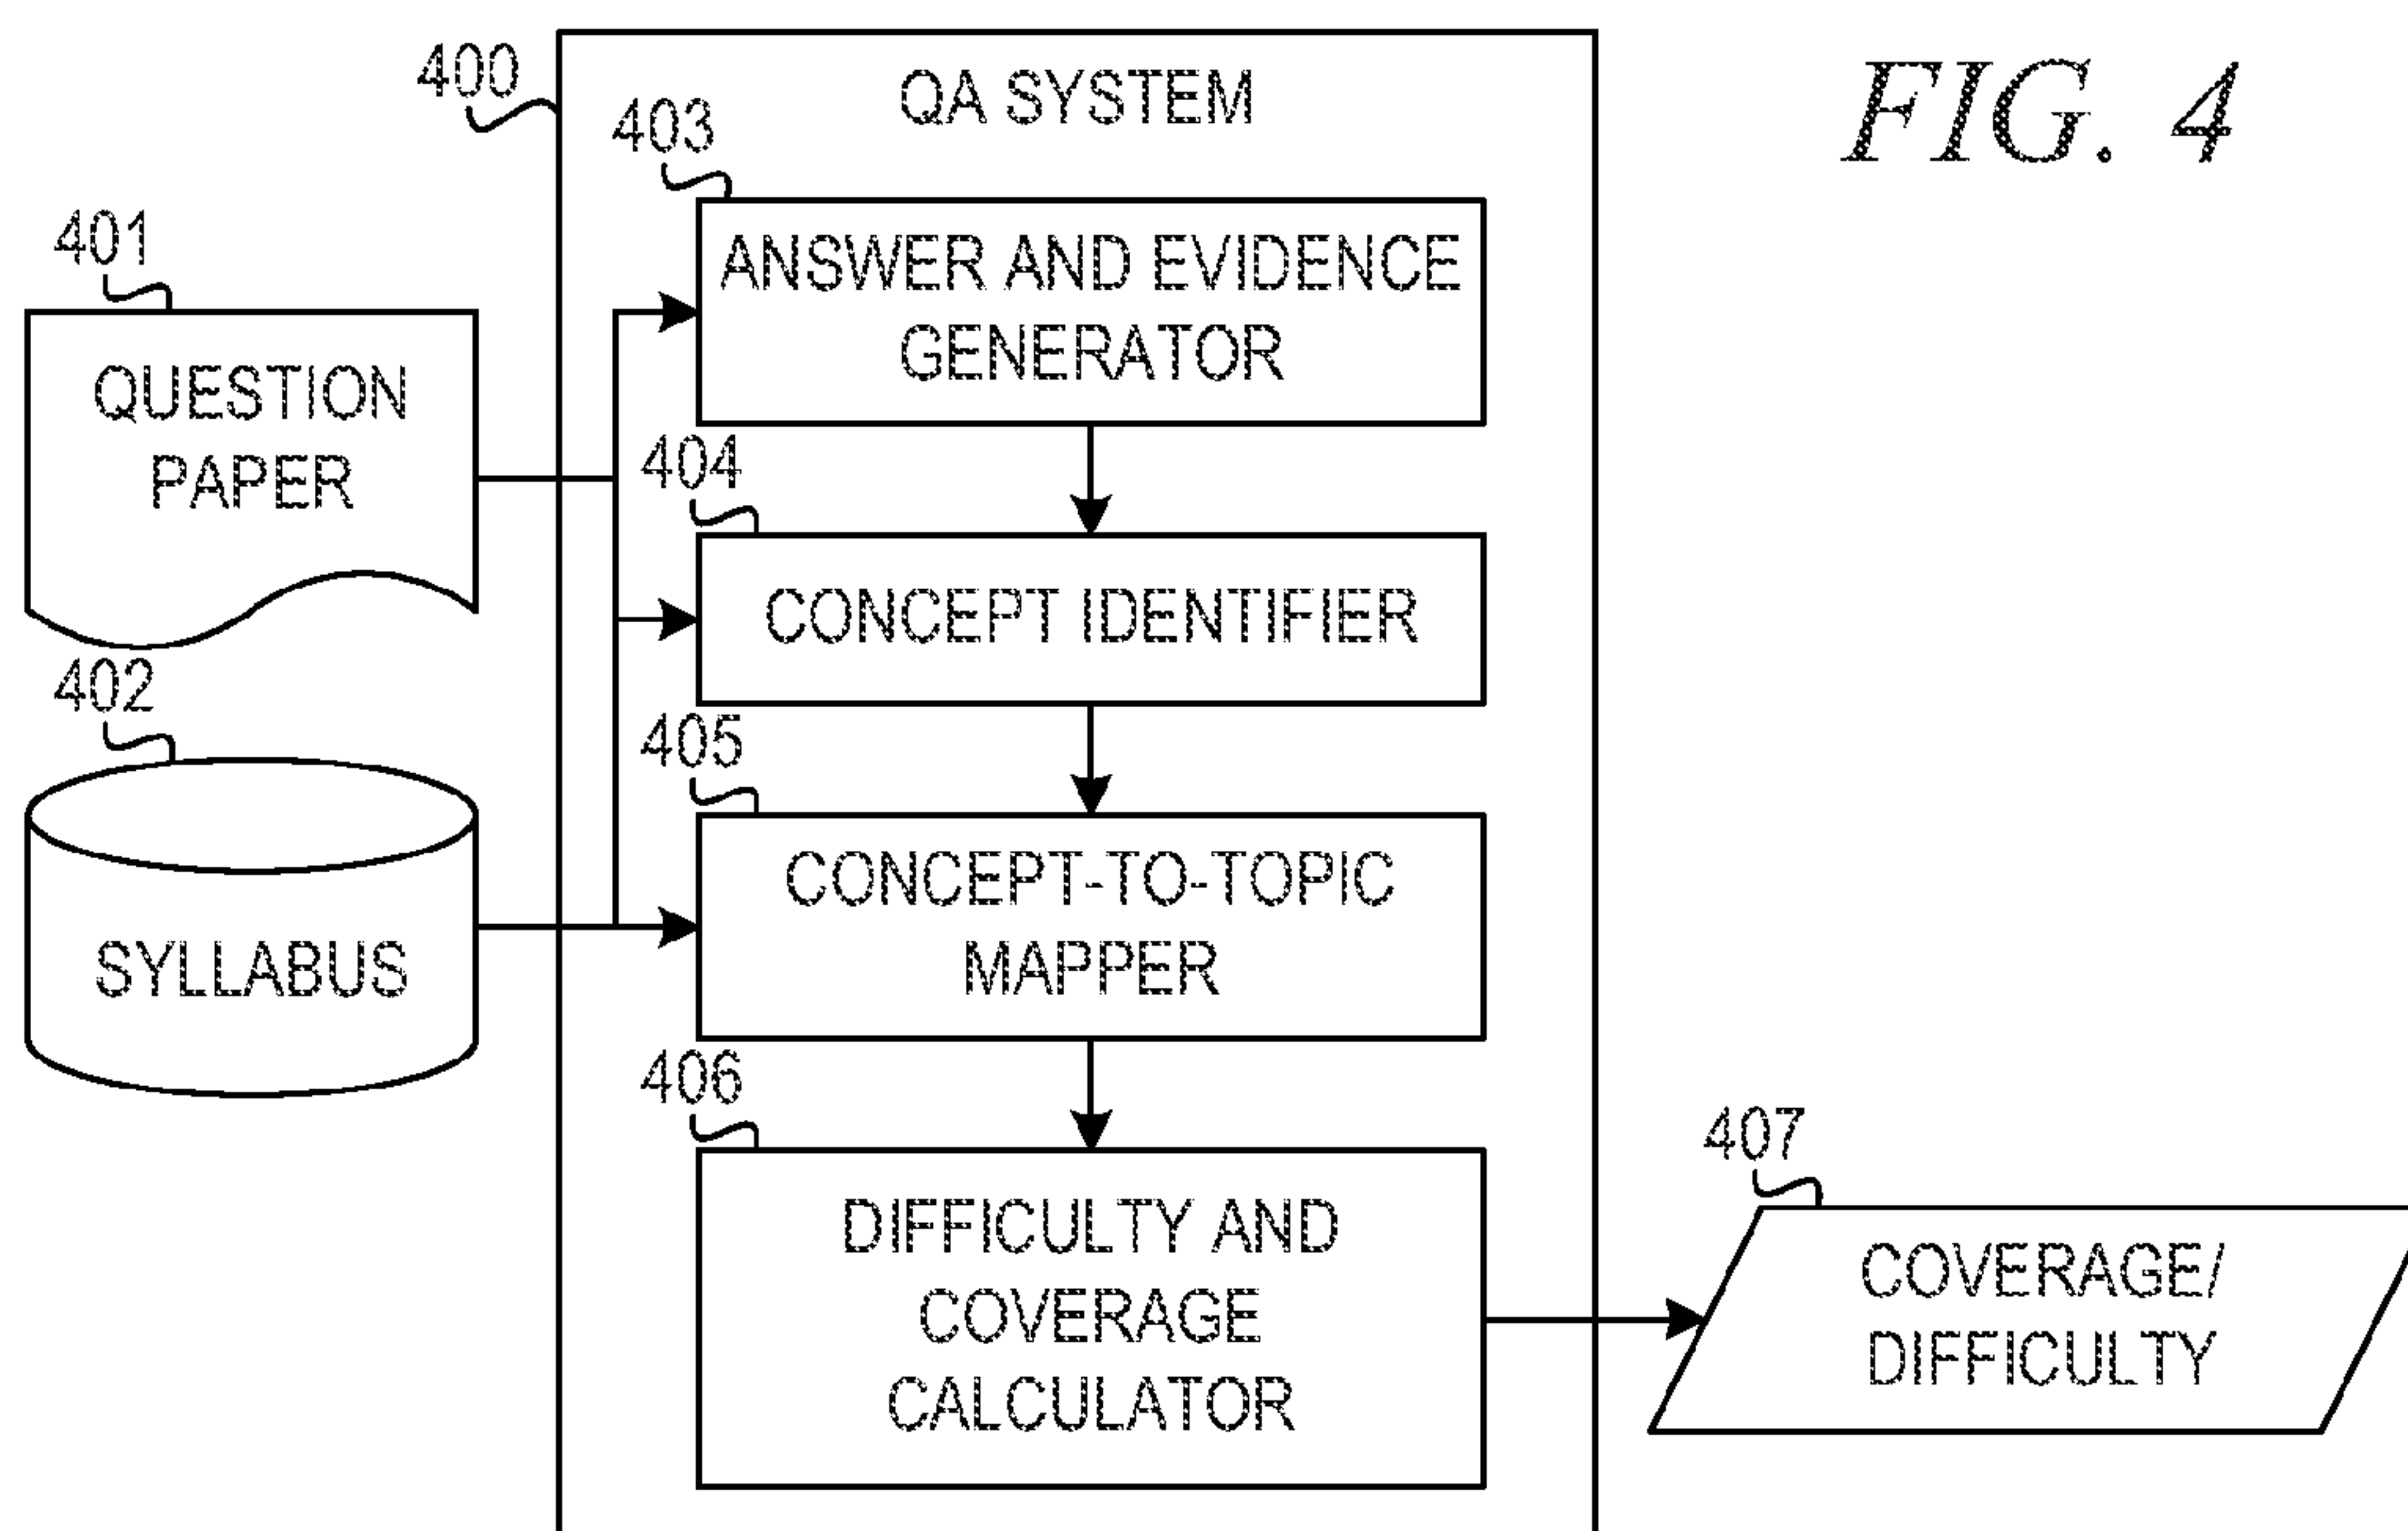 FIG. 4
400
QA SYSTEM
401
QUESTION
PAPER
402
SYLLABUS
403
ANSWER AND EVIDENCE
GENERATOR
404
CONCEPT IDENTIFIER
405
CONCEPT-TO-TOPIC
MAPPER
406
DIFFICULTY AND
COVERAGE
CALCULATOR
407
COVERAGE/
DIFFICULTY